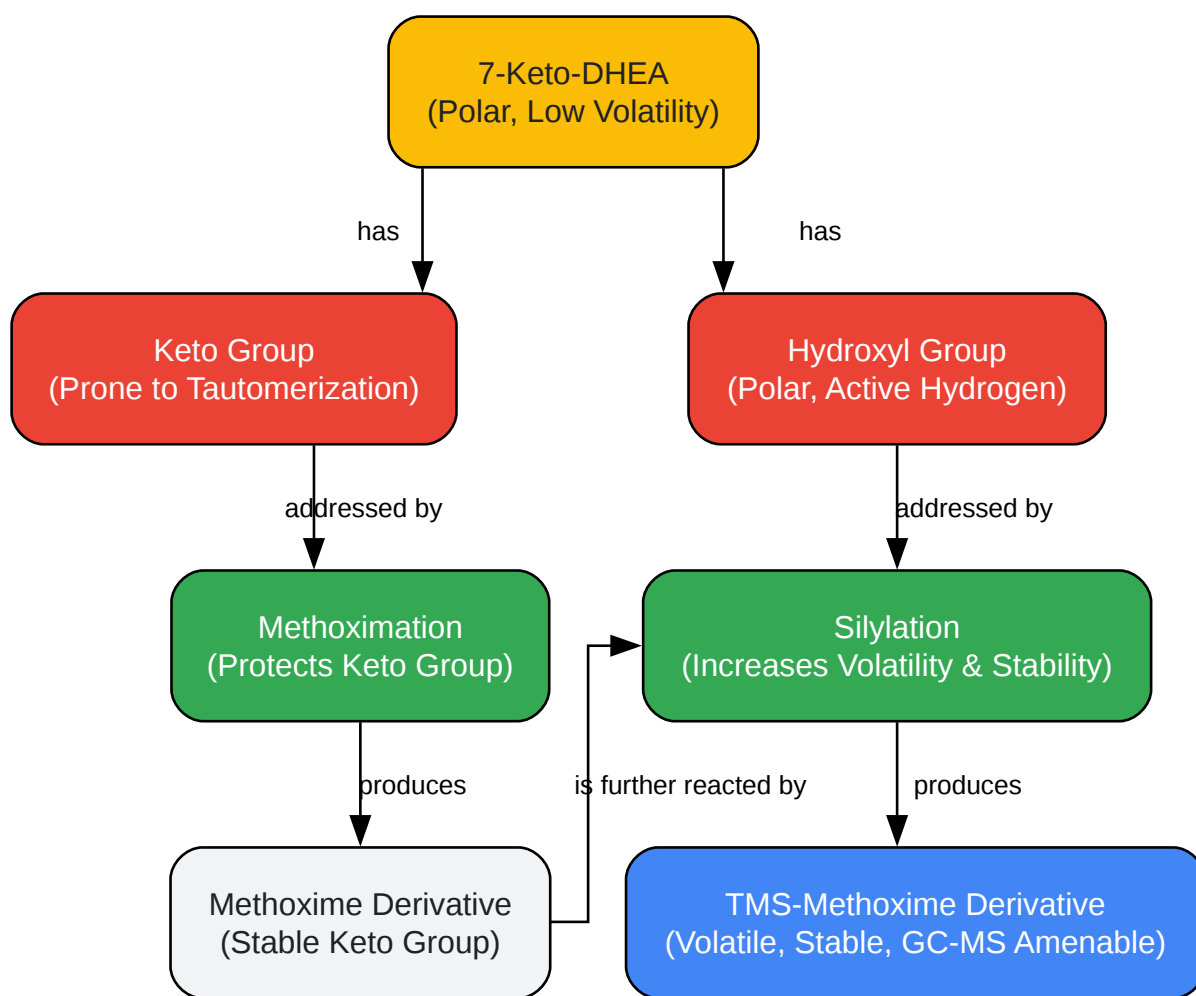 7-Keto-DHEA
(Polar, Low Volatility)
has
has
Keto Group
(Prone to Tautomerization)
Hydroxyl Group
(Polar, Active Hydrogen)
addressed by
addressed by
Methoximation
(Protects Keto Group)
Silylation
(Increases Volatility & Stability)
produces
is further reacted by
produces
Methoxime Derivative
(Stable Keto Group)
TMS-Methoxime Derivative
(Volatile, Stable, GC-MS Amenable)